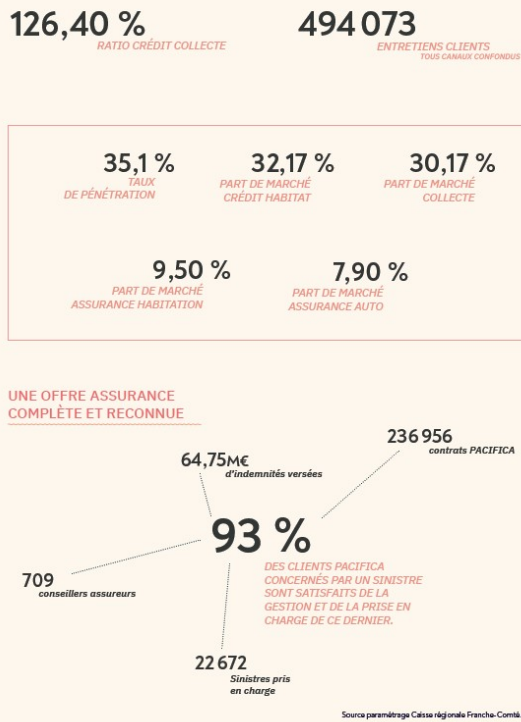 126,40 %
RATIO CRÉDIT COLLECTE
494 073
ENTRETIENS CLIENTS
TOUS CANAUX CONFONDUS
35,1 %
TAUX
DE PÉNÉTRATION
32,17 %
PART DE MARCHÉ
CRÉDIT HABITAT
30,17 %
PART DE MARCHÉ
COLLECTE
9,50 %
PART DE MARCHÉ
ASSURANCE HABITATION
7,90 %
PART DE MARCHÉ
ASSURANCE AUTO
UNE OFFRE ASSURANCE
COMPLÈTE ET RECONNUE
236 956
contrats PACIFICA
64,75M€
d'indemnités versées
93 %
DES CLIENTS PACIFICA
CONCERNÉS PAR UN SINISTRE
SONT SATISFAITS DE LA
GESTION ET DE LA PRISE EN
CHARGE DE CE DERNIER.
709
conseillers assureurs
22 672
Sinistres pris
en charge
Source paramétrage Caisse régionale Franche-Comté.